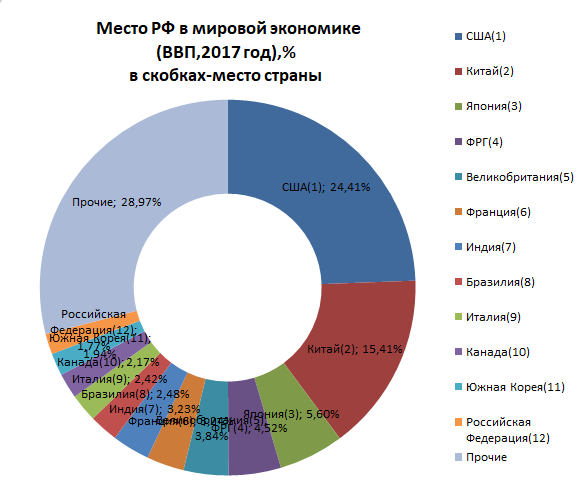 Место РФ в мировой экономике
(ВВП,2017 год),%
в скобках-место страны
США(1)
Китай(2)
Япония(3)
ФРГ(4)
Великобритания(5)
Франция(6)
Индия(7)
Бразилия(8)
Италия(9)
Канада(10)
Южная Корея(11)
Российская
Федерация(12)
Прочие
США(1); 24,41%
Китай(2); 15,41%
Япония(3); 5,60%
ФРГ(4); 4,52%
3,84%
Франция(6);
Индия(7); 3,23%
Бразилия(8); 2,48%
Италия(9); 2,42%
Канада(10); 2,17%
Южная Корея(11);
1,94%
Российская
Федерация(12);
1,77%
Прочие; 28,97%